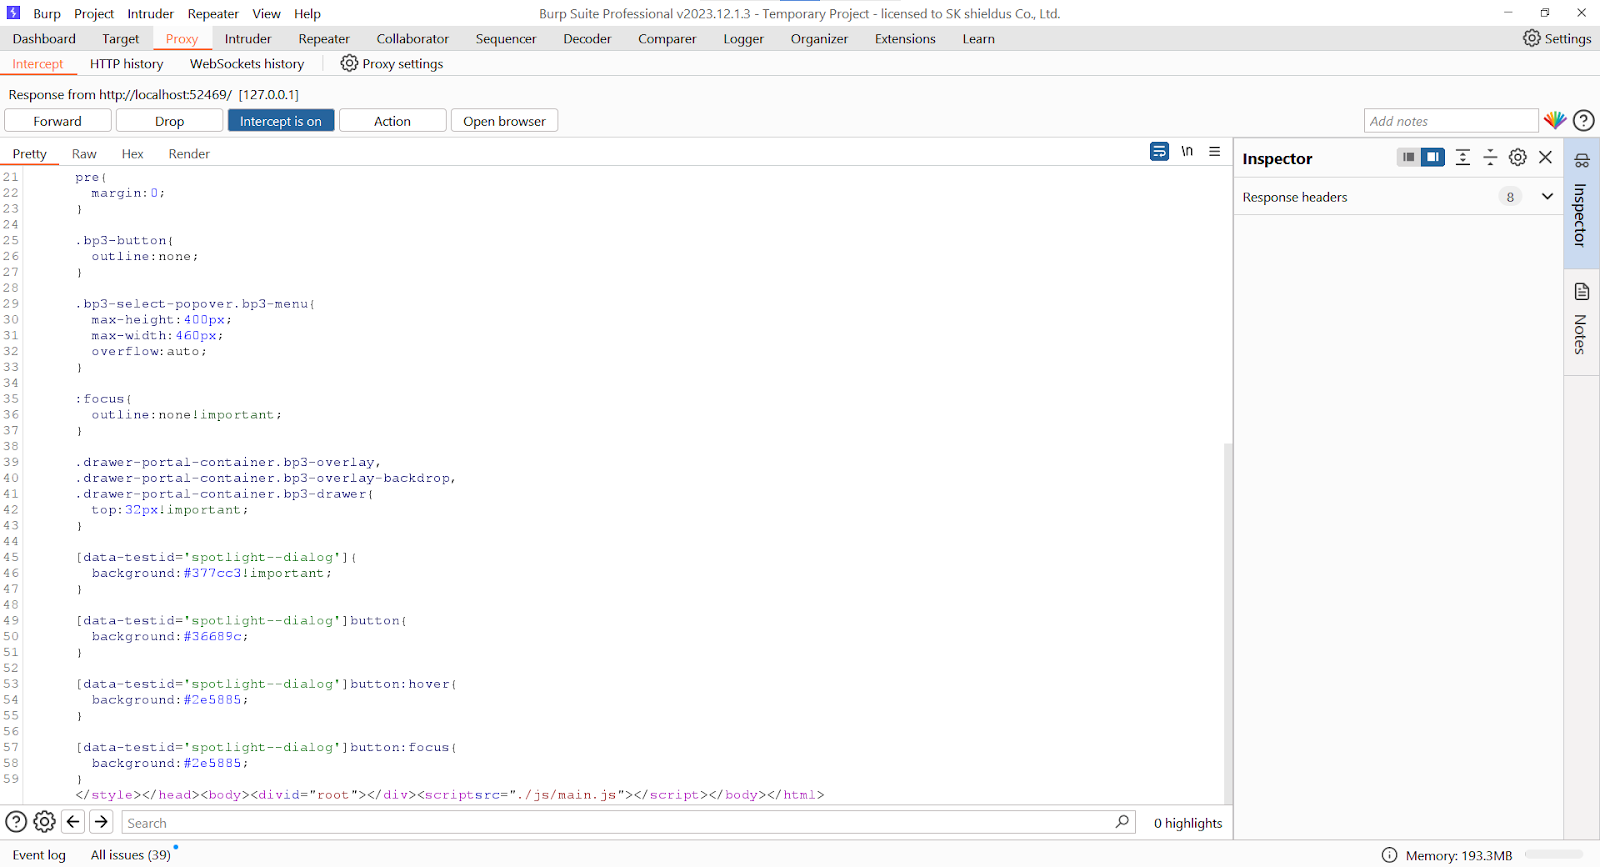 Burp Project Intruder Repeater View Help
Burp Suite Professional v2023.12.1.3 - Temporary Project - licensed to SK shieldus Co., Ltd.
Dashboard Target Proxy Intruder Repeater Collaborator Sequencer Decoder Comparer Logger Organizer Extensions Learn Settings
Intercept HTTP history WebSockets history Proxy settings
Response from http://localhost:52469/ [127.0.0.1]
Forward Drop Intercept is on Action Open browser Add notes ?
Pretty Raw Hex Render \n
21 pre{
22 margin:0;
23 }
24
25 .bp3-button{
26 outline:none;
27 }
28
29 .bp3-select-popover.bp3-menu{
30 max-height:400px;
31 max-width:460px;
32 overflow:auto;
33 }
34
35 :focus{
36 outline:none!important;
37 }
38
39 .drawer-portal-container.bp3-overlay,
40 .drawer-portal-container.bp3-overlay-backdrop,
41 .drawer-portal-container.bp3-drawer{
42 top:32px!important;
43 }
44
45 [data-testid='spotlight--dialog']{
46 background:#377cc3!important;
47 }
48
49 [data-testid='spotlight--dialog']button{
50 background:#36689c;
51 }
52
53 [data-testid='spotlight--dialog']button:hover{
54 background:#2e5885;
55 }
56
57 [data-testid='spotlight--dialog']button:focus{
58 background:#2e5885;
59 }
</style></head><body><divid="root"></div><scriptsrc="./js/main.js"></script></body></html>
Inspector
Response headers 8
Inspector
Notes
? Search 0 highlights
Event log All issues (39) Memory: 193.3MB